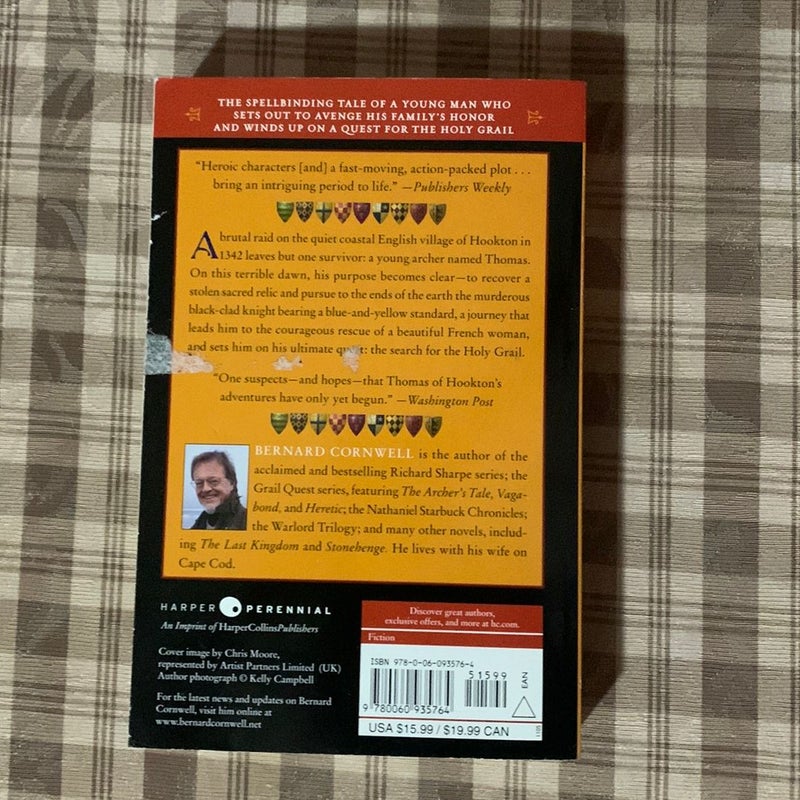 THE SPELLBINDING TALE OF A YOUNG MAN WHO
SETS OUT TO AVENGE HIS FAMILY'S HONOR
AND WINDS UP ON A QUEST FOR THE HOLY GRAIL
"Heroic characters [and] a fast-moving, action-packed plot . . .
bring an intriguing period to life." —Publishers Weekly
A brutal raid on the quiet coastal English village of Hookton in
1342 leaves but one survivor: a young archer named Thomas.
On this terrible dawn, his purpose becomes clear—to recover a
stolen sacred relic and pursue to the ends of the earth the murderous
black-clad knight bearing a blue-and-yellow standard, a journey that
leads him to the courageous rescue of a beautiful French woman,
and sets him on his ultimate : the search for the Holy Grail.
"One suspects—and hopes—that Thomas of Hookton's
adventures have only yet begun." —Washington Post
BERNARD CORNWELL is the author of the
acclaimed and bestselling Richard Sharpe series; the
Grail Quest series, featuring The Archer's Tale, Vaga-
bond, and Heretic; the Nathaniel Starbuck Chronicles;
the Warlord Trilogy; and many other novels, includ-
ing The Last Kingdom and Stonehenge. He lives with his wife on
Cape Cod.
HARPER PERENNIAL
An Imprint of HarperCollinsPublishers
Cover image by Chris Moore,
represented by Artist Partners Limited (UK)
Author photograph © Kelly Campbell
For the latest news and updates on Bernard
Cornwell, visit him online at
www.bernardcornwell.net
Discover great authors,
exclusive offers, and more at hc.com.
Fiction
ISBN 978-0-06-093576-4
51599
EAN
9 780060 935764
USA $15.99 / $19.99 CAN